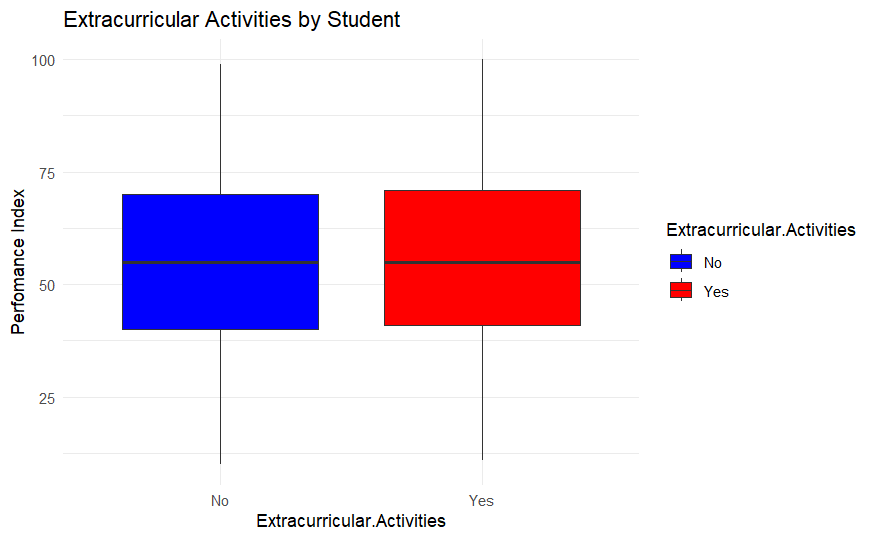 Extracurricular Activities by Student
Perfomance Index
100
75
50
25
No
Yes
Extracurricular.Activities
Extracurricular.Activities
No
Yes